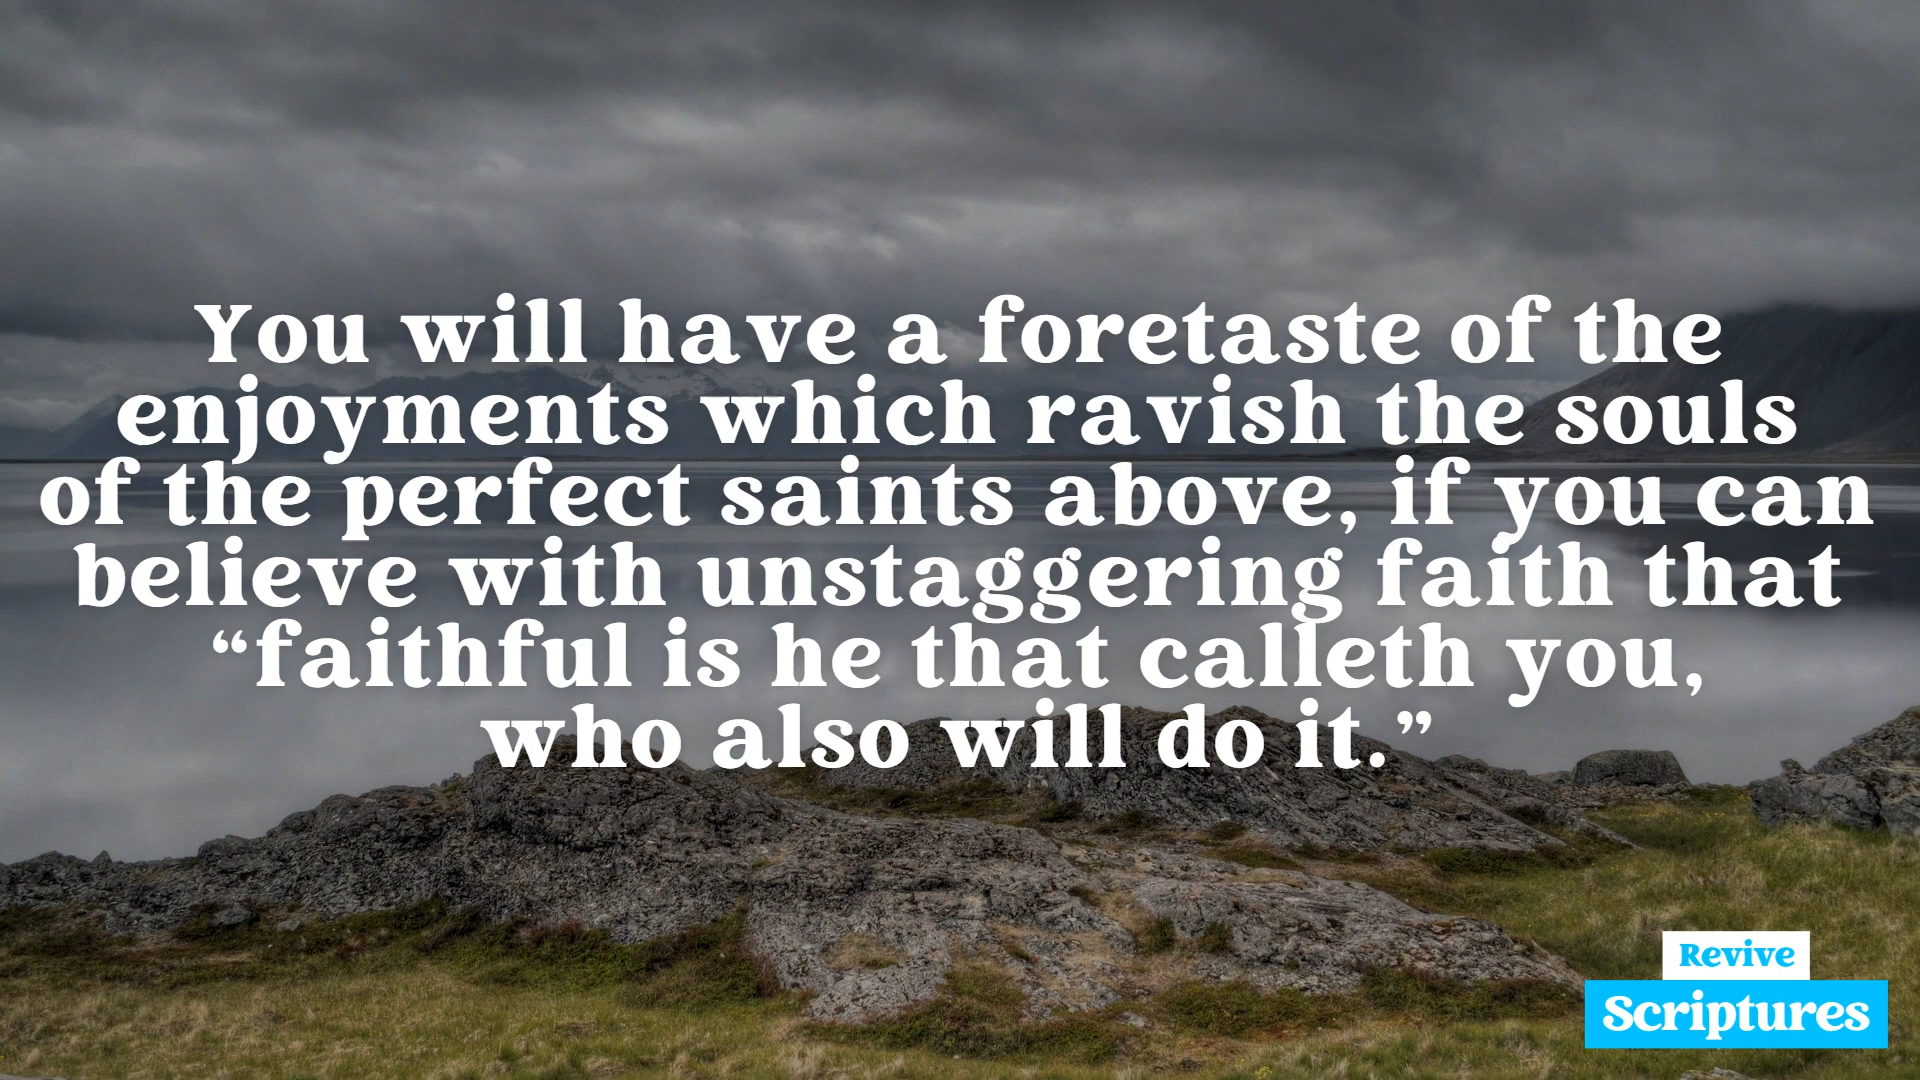 You will have a foretaste of the
enjoyments which ravish the souls
of the perfect saints above, if you can
believe with unstaggering faith that
“faithful is he that calleth you,
who also will do it.”
Revive
Scriptures